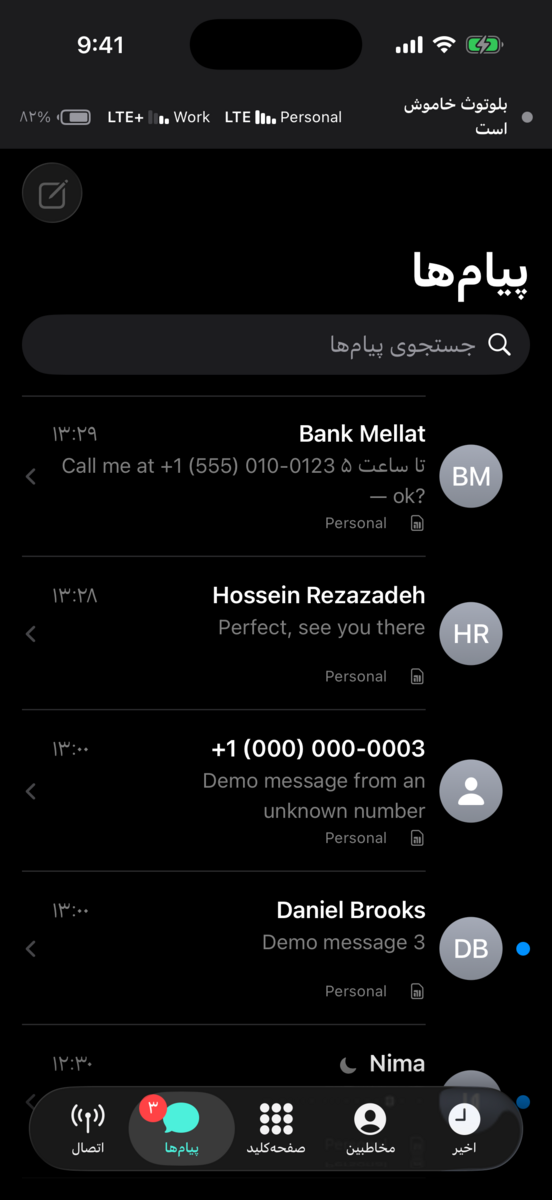 9:41
بلوتوث خاموش
است
Personal LTE Work LTE+ ۸۲%
پیام‌ها
جستجوی پیام‌ها
BM
Bank Mellat ۱۳:۲۹
Call me at +1 (555) 010-0123 تا ساعت ۵
— ok?
Personal
HR
Hossein Rezazadeh ۱۳:۲۸
Perfect, see you there
Personal
+1 (000) 000-0003 ۱۳:۰۰
Demo message from an
unknown number
Personal
DB
Daniel Brooks ۱۳:۰۰
Demo message 3
Personal
Nima ۱۲:۳۰
اخیر
مخاطبین
صفحه‌کلید
پیام‌ها ۳
اتصال